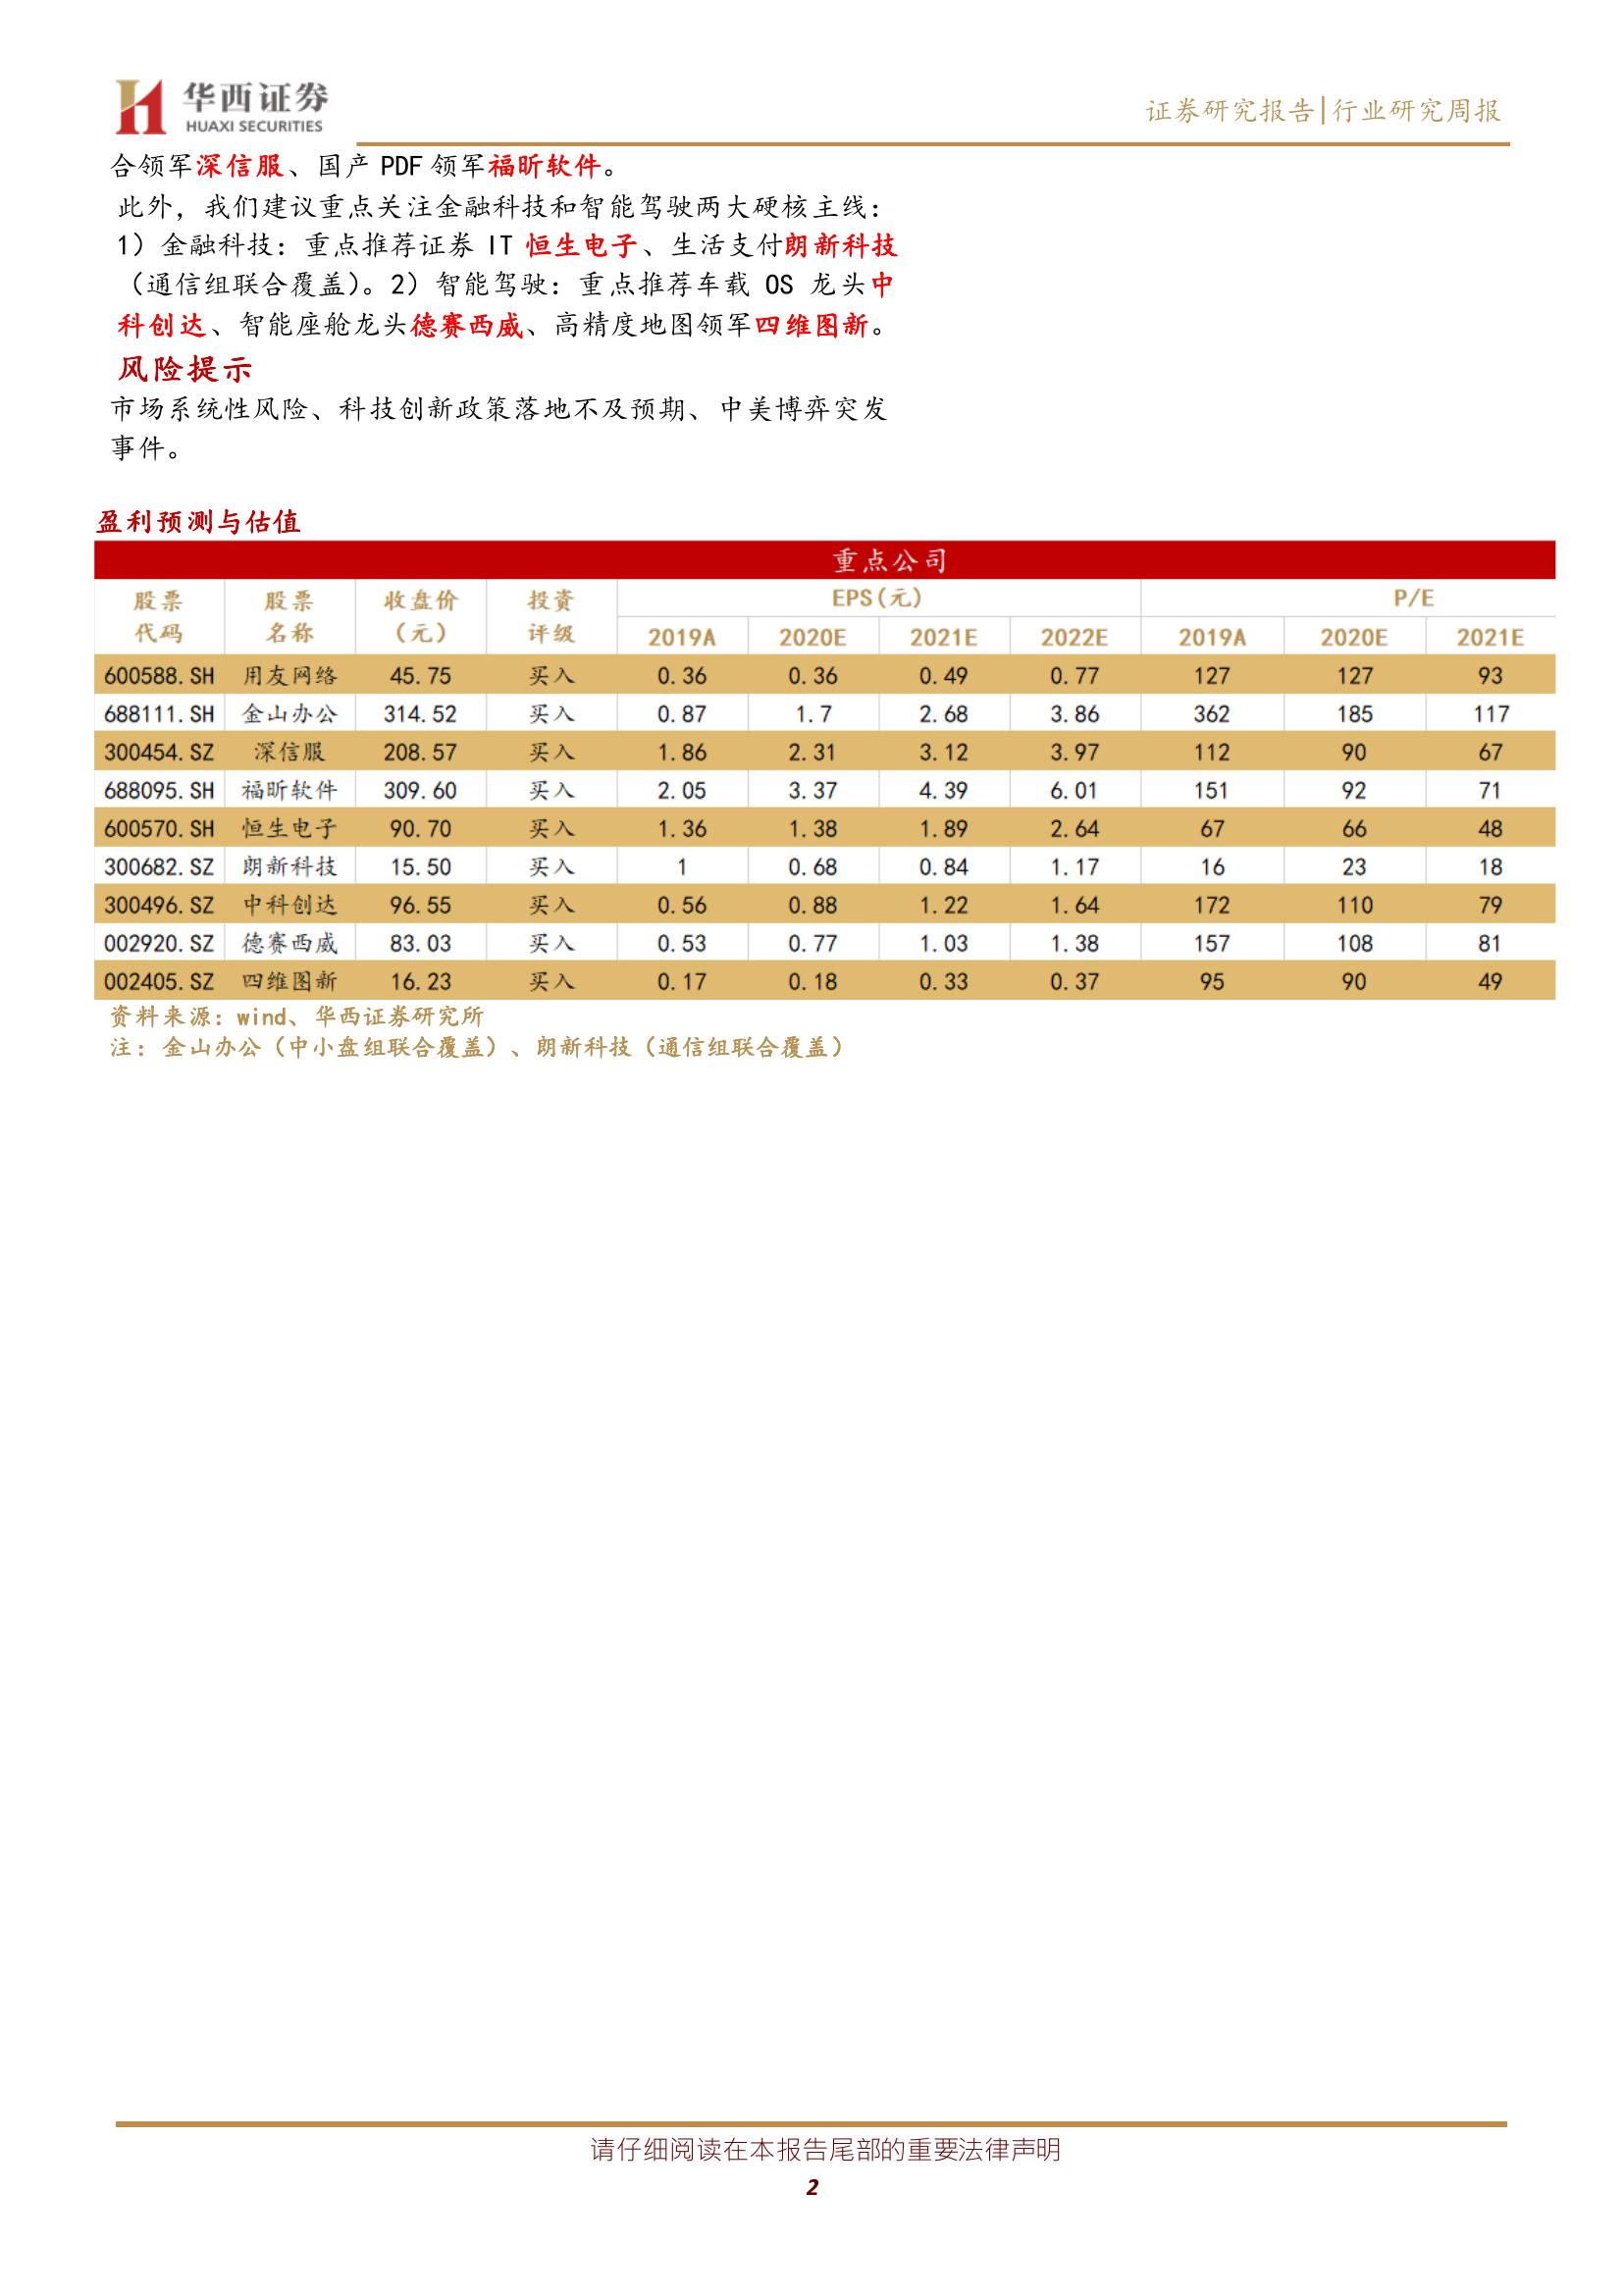 华西证券
HUAXI SECURITIES
证券研究报告|行业研究周报
合领军深信服、国产 PDF 领军福昕软件。
此外，我们建议重点关注金融科技和智能驾驶两大硬核主线：
1）金融科技：重点推荐证券 IT 恒生电子、生活支付朗新科技
（通信组联合覆盖）。2）智能驾驶：重点推荐车载 OS 龙头中
科创达、智能座舱龙头德赛西威、高精度地图领军四维图新。
风险提示
市场系统性风险、科技创新政策落地不及预期、中美博弈突发
事件。
盈利预测与估值
重点公司
股票代码 股票名称 收盘价（元） 投资评级 EPS(元) P/E
2019A 2020E 2021E 2022E 2019A 2020E 2021E
600588.SH 用友网络 45.75 买入 0.36 0.36 0.49 0.77 127 127 93
688111.SH 金山办公 314.52 买入 0.87 1.7 2.68 3.86 362 185 117
300454.SZ 深信服 208.57 买入 1.86 2.31 3.12 3.97 112 90 67
688095.SH 福昕软件 309.60 买入 2.05 3.37 4.39 6.01 151 92 71
600570.SH 恒生电子 90.70 买入 1.36 1.38 1.89 2.64 67 66 48
300682.SZ 朗新科技 15.50 买入 1 0.68 0.84 1.17 16 23 18
300496.SZ 中科创达 96.55 买入 0.56 0.88 1.22 1.64 172 110 79
002920.SZ 德赛西威 83.03 买入 0.53 0.77 1.03 1.38 157 108 81
002405.SZ 四维图新 16.23 买入 0.17 0.18 0.33 0.37 95 90 49
资料来源：wind、华西证券研究所
注：金山办公（中小盘组联合覆盖）、朗新科技（通信组联合覆盖）
请仔细阅读在本报告尾部的重要法律声明
2